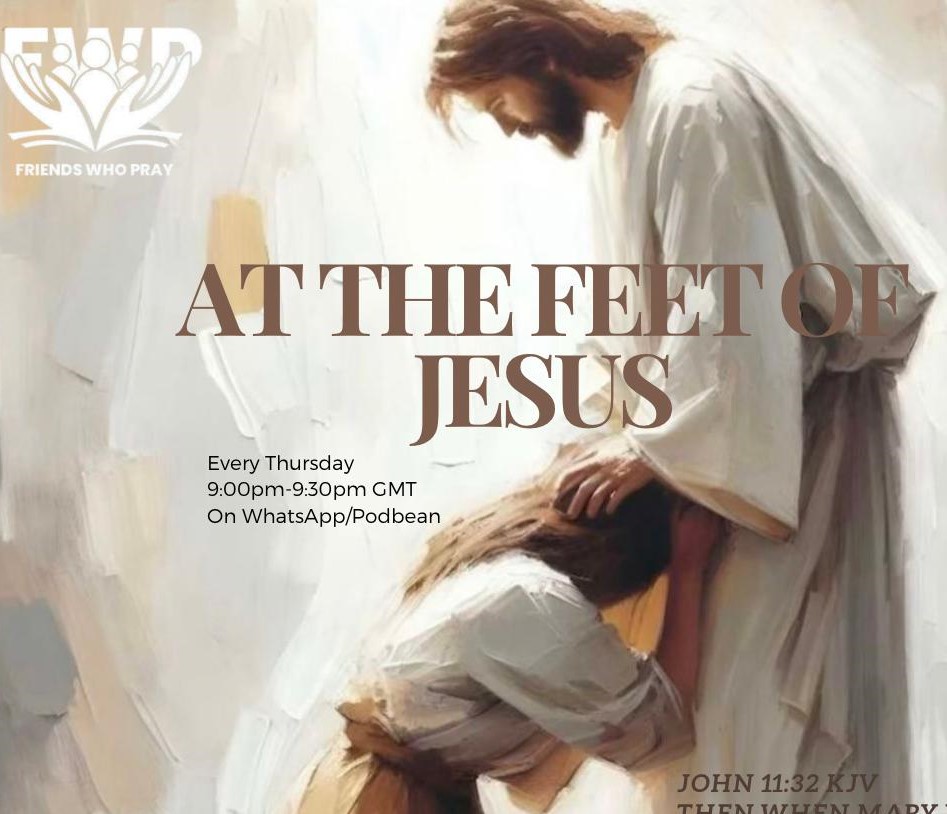 FWP
FRIENDS WHO PRAY
AT THE FEET OF
JESUS
Every Thursday
9:00pm-9:30pm GMT
On WhatsApp/Podbean
JOHN 11:32 KJV
THEN WHEN MARY